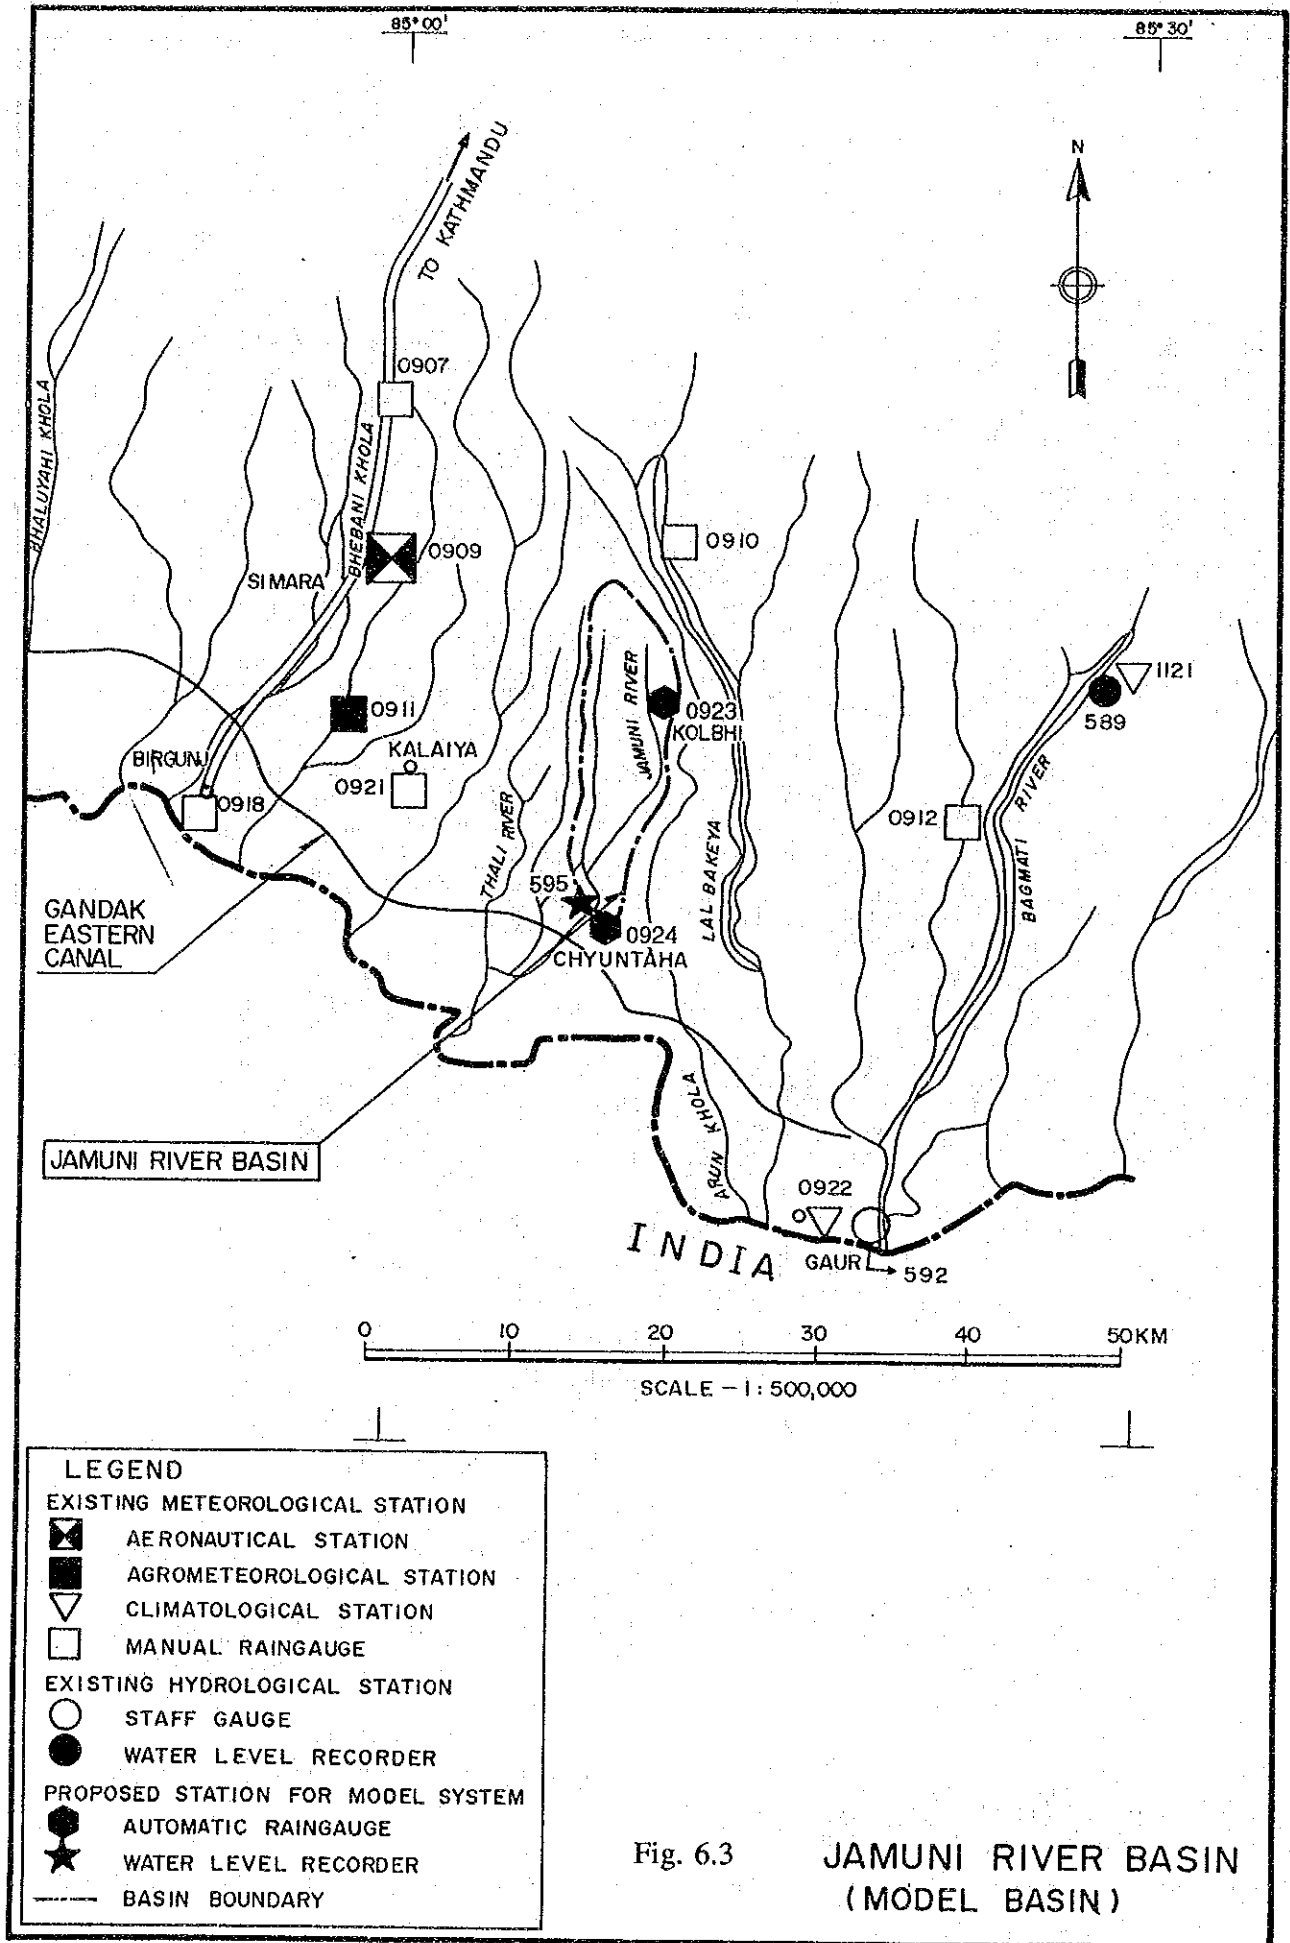 85° 00'
85° 30'
N
TO KATHMANDU
0907
BHALUYAHI KHOLA
BHEBANI KHOLA
0909
0910
SIMARA
1121
JAMUNI RIVER
0911
0923
KOLBHI
589
BIRGUNJ
KALAIYA
0921
0918
THALI RIVER
0912
BAGMATI RIVER
LAL BAKEYA
595
GANDAK
EASTERN
CANAL
0924
CHYUNTAHA
ARUN KHOLA
JAMUNI RIVER BASIN
0922
INDIA
GAUR
592
0 10 20 30 40 50 KM
SCALE – 1 : 500,000
LEGEND
EXISTING METEOROLOGICAL STATION
AERONAUTICAL STATION
AGROMETEOROLOGICAL STATION
CLIMATOLOGICAL STATION
MANUAL RAINGAUGE
EXISTING HYDROLOGICAL STATION
STAFF GAUGE
WATER LEVEL RECORDER
PROPOSED STATION FOR MODEL SYSTEM
AUTOMATIC RAINGAUGE
WATER LEVEL RECORDER
BASIN BOUNDARY
Fig. 6.3
JAMUNI RIVER BASIN
(MODEL BASIN)